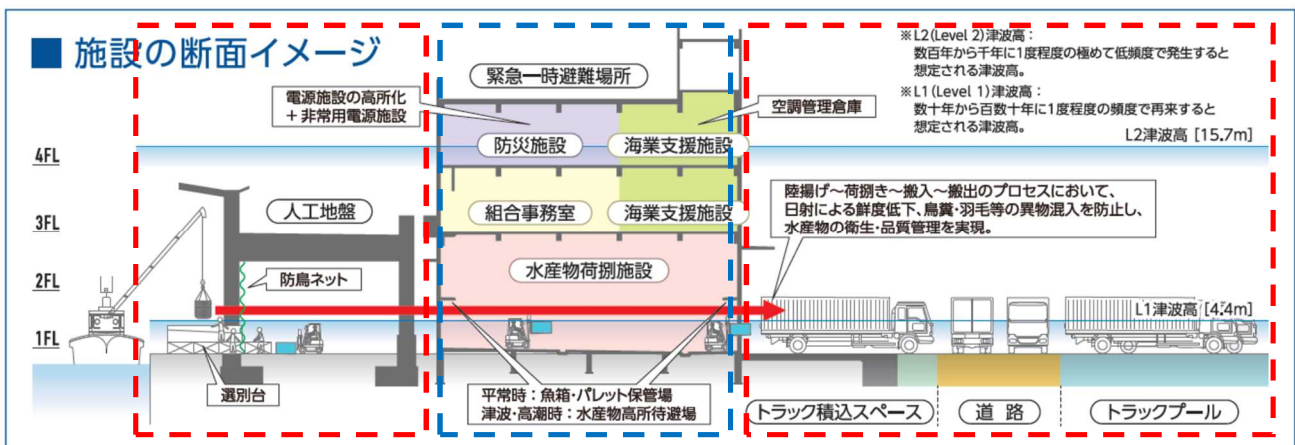 ■ 施設の断面イメージ
※L2(Level 2)津波高：
数百年から千年に1度程度の極めて低頻度で発生すると
想定される津波高。
※L1(Level 1)津波高：
数十年から百数十年に1度程度の頻度で再来すると
想定される津波高。
L2津波高 [15.7m]
緊急一時避難場所
電源施設の高所化
＋非常用電源施設
空調管理倉庫
防災施設
海業支援施設
4FL
人工地盤
組合事務室
海業支援施設
陸揚げ～荷捌き～搬入～搬出のプロセスにおいて、
日射による鮮度低下、鳥糞・羽毛等の異物混入を防止し、
水産物の衛生・品質管理を実現。
3FL
防鳥ネット
水産物荷捌施設
2FL
L1津波高 [4.4m]
1FL
選別台
平常時：魚箱・パレット保管場
津波・高潮時：水産物高所待避場
トラック積込スペース
道路
トラックプール